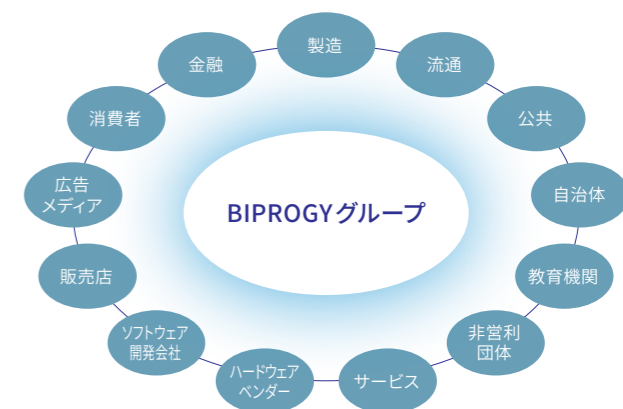 製造
金融
流通
消費者
公共
広告
メディア
自治体
BIPROGYグループ
販売店
教育機関
ソフトウェア
開発会社
非営利
団体
ハードウェア
ベンダー
サービス